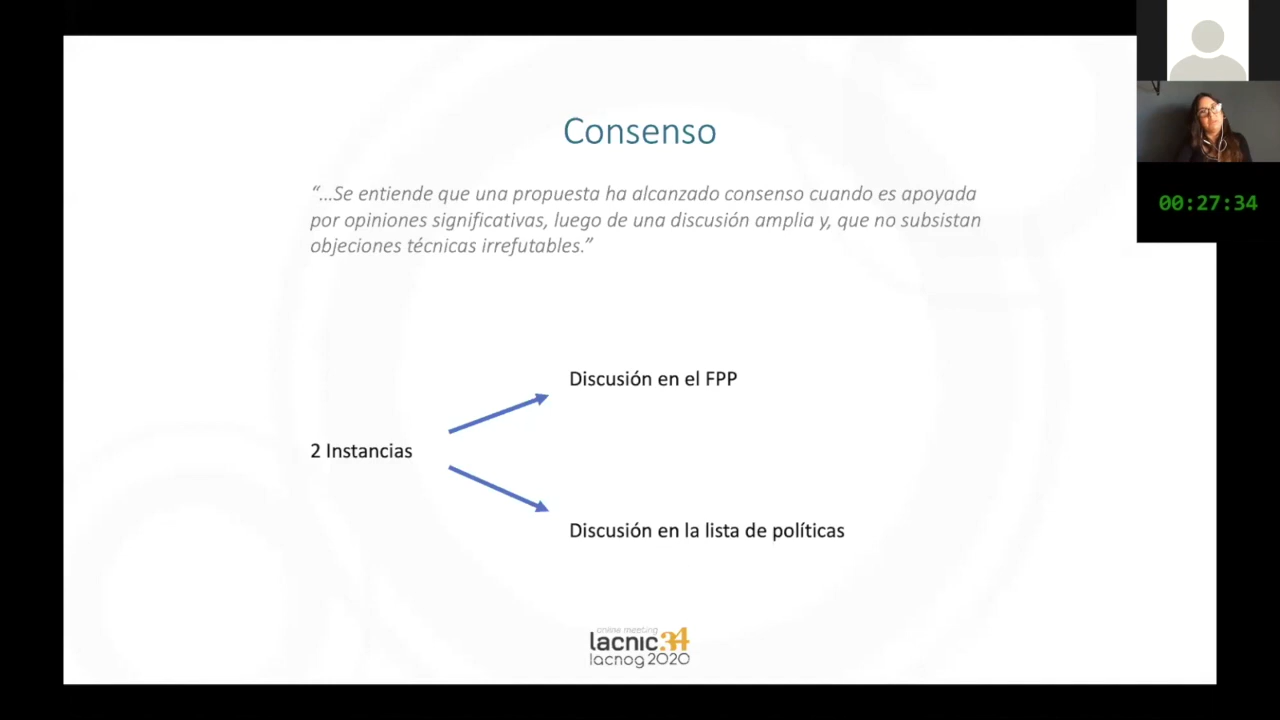 Consenso
“…Se entiende que una propuesta ha alcanzado consenso cuando es apoyada
por opiniones significativas, luego de una discusión amplia y, que no subsistan
objeciones técnicas irrefutables.”
00:27:34
Discusión en el FPP
2 Instancias
Discusión en la lista de políticas
online meeting
lacnic34
lacnog2020